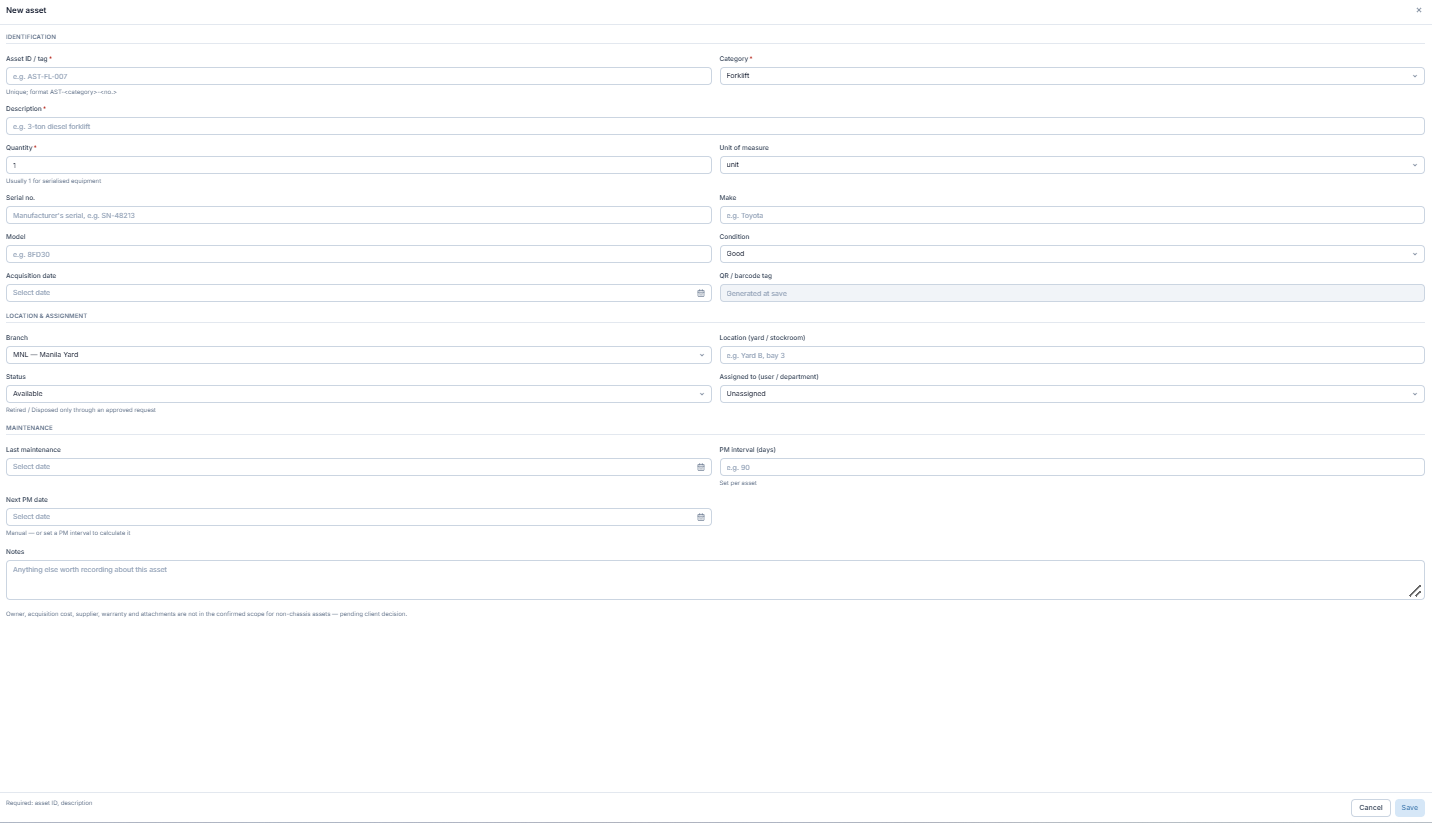 New asset
×
IDENTIFICATION
Asset ID / tag *
Category *
e.g. AST-FL-007
Forklift
Unique; format AST-<category>-<no.>
Description *
e.g. 3-ton diesel forklift
Quantity *
Unit of measure
1
unit
Usually 1 for serialised equipment
Serial no.
Make
Manufacturer's serial, e.g. SN-48213
e.g. Toyota
Model
Condition
e.g. 8FD30
Good
Acquisition date
QR / barcode tag
Select date
Generated at save
LOCATION & ASSIGNMENT
Branch
Location (yard / stockroom)
MNL — Manila Yard
e.g. Yard B, bay 3
Status
Assigned to (user / department)
Available
Unassigned
Retired / Disposed only through an approved request
MAINTENANCE
Last maintenance
PM interval (days)
Select date
e.g. 90
Set per asset
Next PM date
Select date
Manual — or set a PM interval to calculate it
Notes
Anything else worth recording about this asset
Owner, acquisition cost, supplier, warranty and attachments are not in the confirmed scope for non-chassis assets — pending client decision.
Required: asset ID, description
Cancel
Save